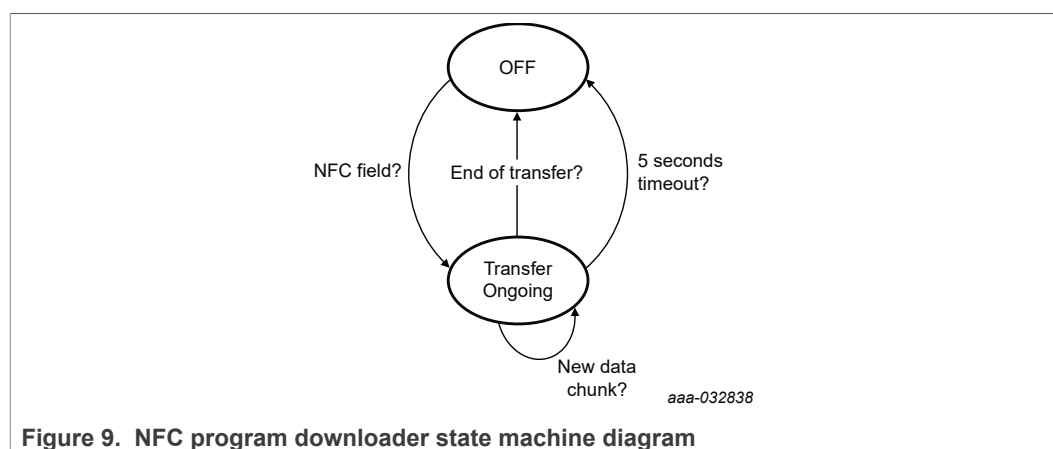 OFF
NFC field?
End of transfer?
5 seconds
timeout?
Transfer
Ongoing
New data
chunk?
aaa-032838
Figure 9. NFC program downloader state machine diagram